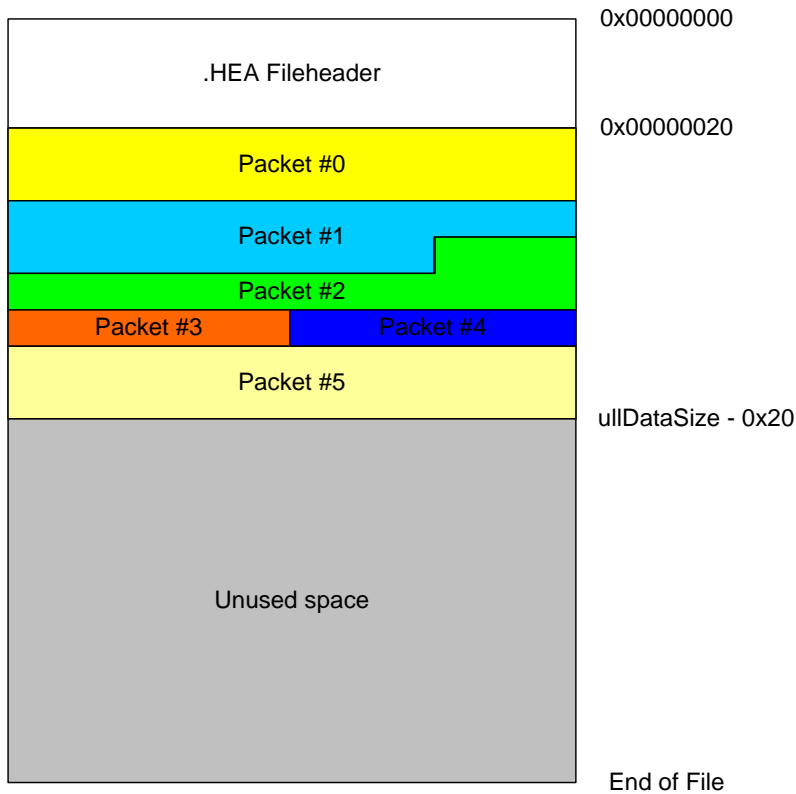 0x00000000
.HEA Fileheader
0x00000020
Packet #0
Packet #1
Packet #2
Packet #3
Packet #4
Packet #5
ullDataSize - 0x20
Unused space
End of File